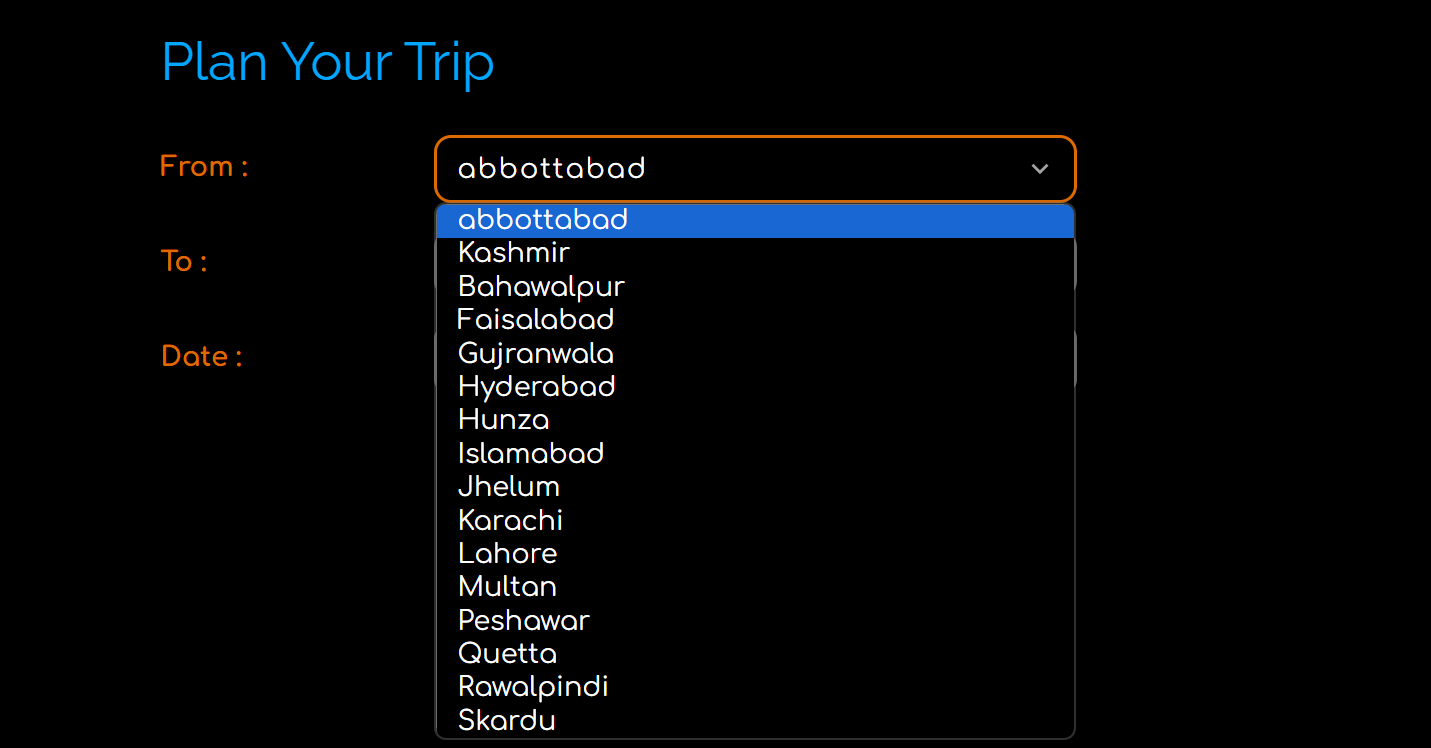 Plan Your Trip
From :
abbottabad
abbottabad
Kashmir
To :
Bahawalpur
Faisalabad
Gujranwala
Date :
Hyderabad
Hunza
Islamabad
Jhelum
Karachi
Lahore
Multan
Peshawar
Quetta
Rawalpindi
Skardu